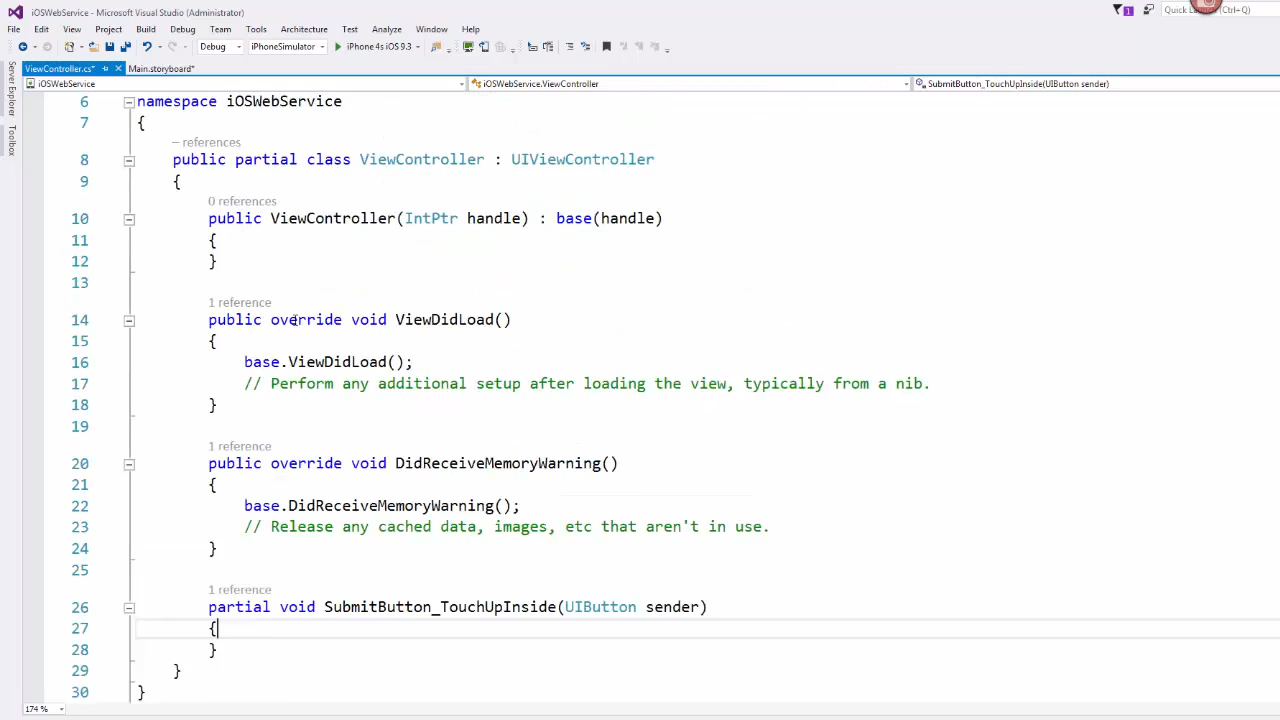 iOSWebService - Microsoft Visual Studio (Administrator)
1
File Edit View Project Build Debug Team Tools Architecture Test Analyze Window Help
Debug iPhoneSimulator iPhone 4s iOS 9.3
ViewController.cs* Main.storyboard*
iOSWebService iOSWebService.ViewController SubmitButton_TouchUpInside(UIButton sender)
Server Explorer
Toolbox
6 namespace iOSWebService
7 {
– references
8 public partial class ViewController : UIViewController
9 {
0 references
10 public ViewController(IntPtr handle) : base(handle)
11 {
12 }
13
1 reference
14 public override void ViewDidLoad()
15 {
16 base.ViewDidLoad();
17 // Perform any additional setup after loading the view, typically from a nib.
18 }
19
1 reference
20 public override void DidReceiveMemoryWarning()
21 {
22 base.DidReceiveMemoryWarning();
23 // Release any cached data, images, etc that aren't in use.
24 }
25
1 reference
26 partial void SubmitButton_TouchUpInside(UIButton sender)
27 {
28 }
29 }
30 }
174 %